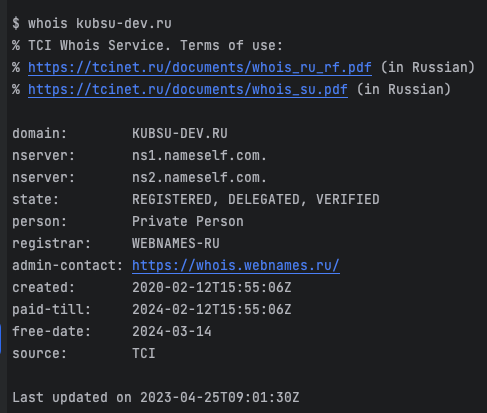 $ whois kubsu-dev.ru
% TCI Whois Service. Terms of use:
% https://tcinet.ru/documents/whois_ru_rf.pdf (in Russian)
% https://tcinet.ru/documents/whois_su.pdf (in Russian)

domain:        KUBSU-DEV.RU
nserver:       ns1.nameself.com.
nserver:       ns2.nameself.com.
state:         REGISTERED, DELEGATED, VERIFIED
person:        Private Person
registrar:     WEBNAMES-RU
admin-contact: https://whois.webnames.ru/
created:       2020-02-12T15:55:06Z
paid-till:     2024-02-12T15:55:06Z
free-date:     2024-03-14
source:        TCI

Last updated on 2023-04-25T09:01:30Z